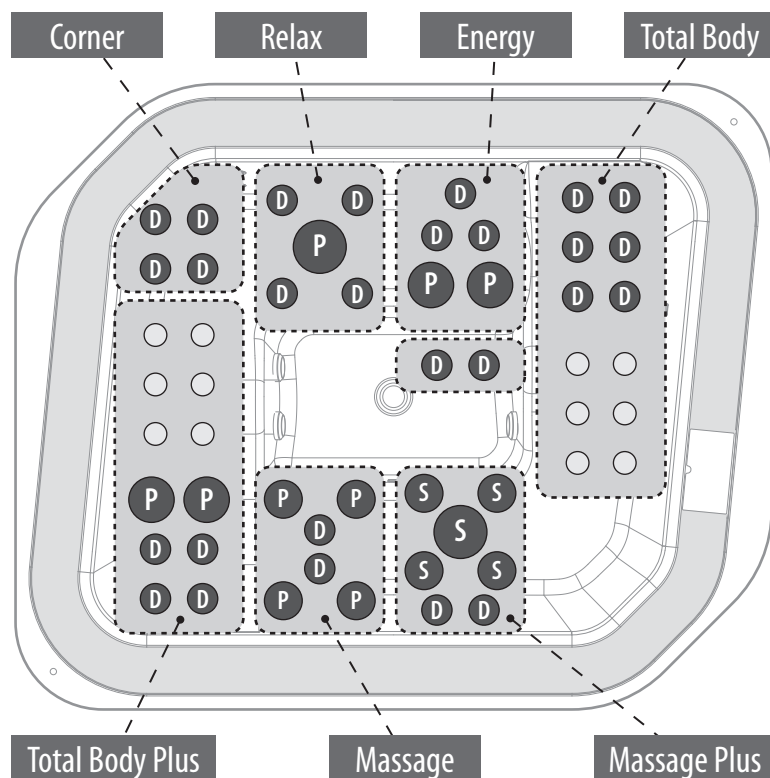 Corner Relax Energy Total Body
D D D D
D P D
D D D D
D D P P
D D
D D
D D
D D
D D
P P
D D
D D
P P
D
D
P P
S S
S
S S
D D
Total Body Plus Massage Massage Plus